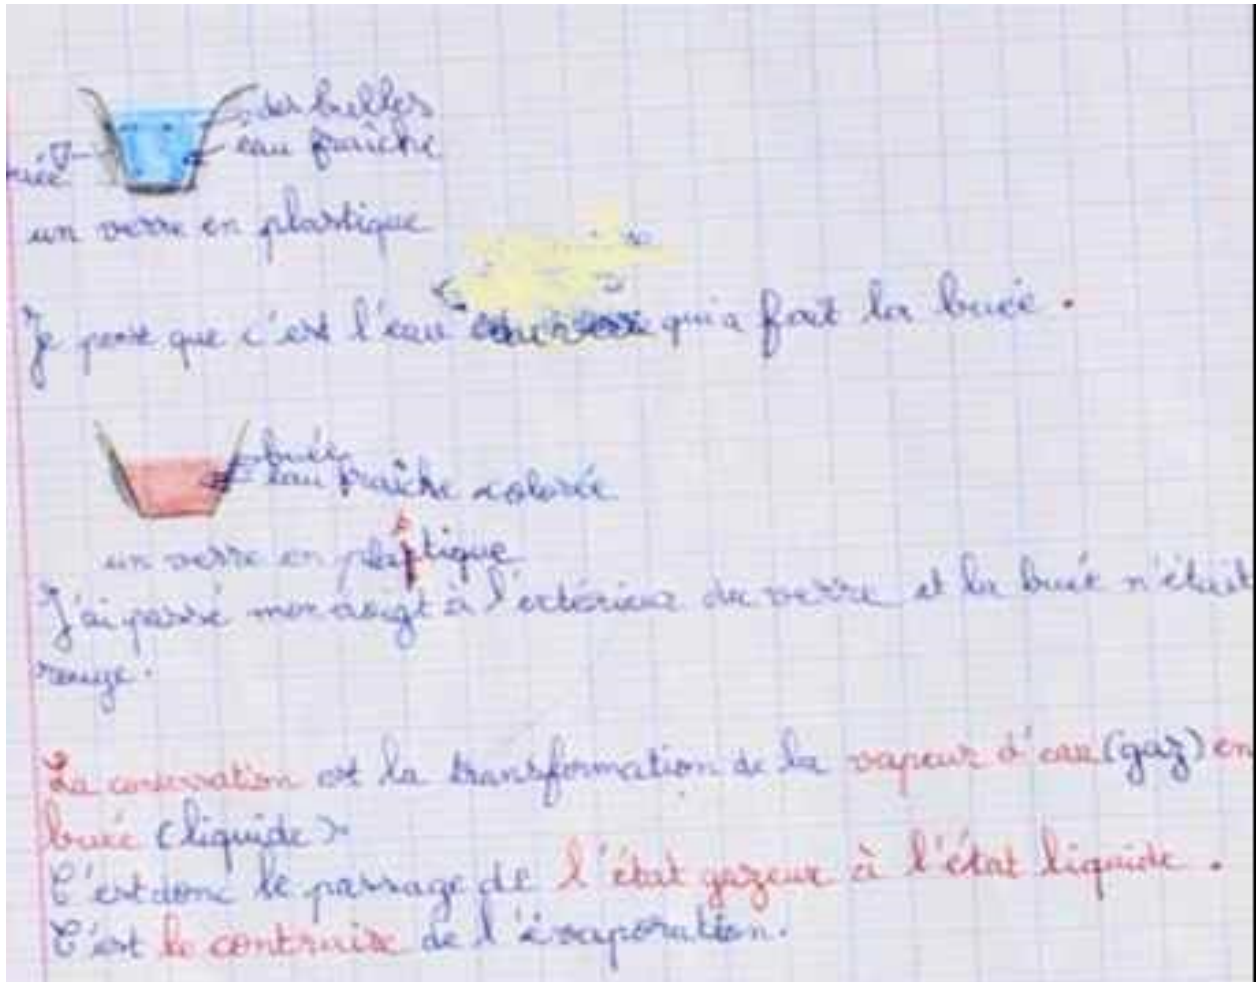 des bulles
eau fraîche
buée
un verre en plastique
Je pense que c'est l'eau qui a fait la buée.
buée
eau fraîche colorée
un verre en plastique
J'ai passé mon doigt à l'extérieur du verre et la buée n'était
rouge.
La conservation est la transformation de la vapeur d'eau (gaz) en
buée (liquide).
C'est donc le passage de l'état gazeux à l'état liquide.
C'est le contraire de l'évaporation.